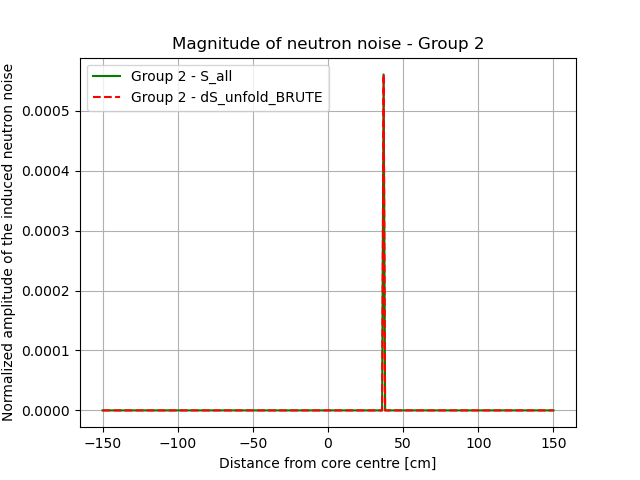 Magnitude of neutron noise - Group 2
Group 2 - S_all
Group 2 - dS_unfold_BRUTE
Normalized amplitude of the induced neutron noise
0.0005
0.0004
0.0003
0.0002
0.0001
0.0000
−150
−100
−50
0
50
100
150
Distance from core centre [cm]